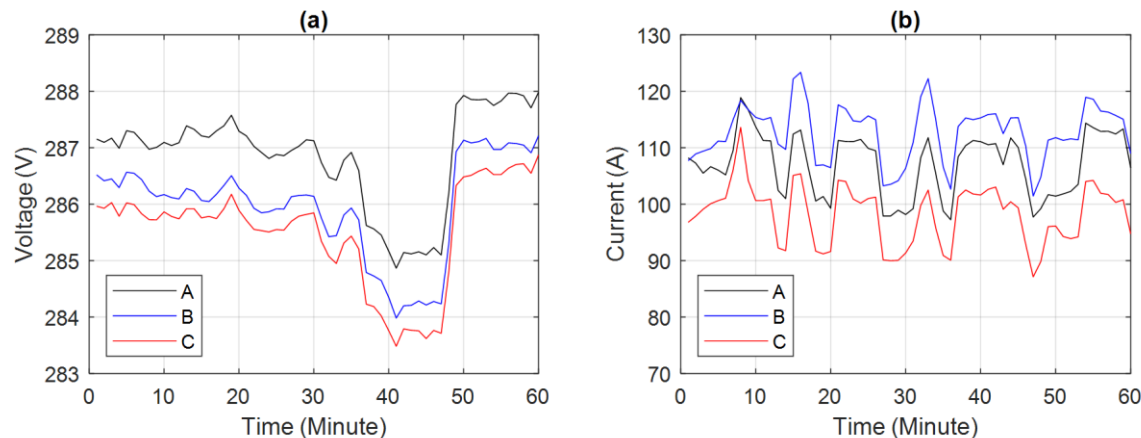 (a)
Voltage (V)
289
288
287
286
285
284
283
A
B
C
0 10 20 30 40 50 60
Time (Minute)
(b)
Current (A)
130
120
110
100
90
80
70
A
B
C
0 10 20 30 40 50 60
Time (Minute)